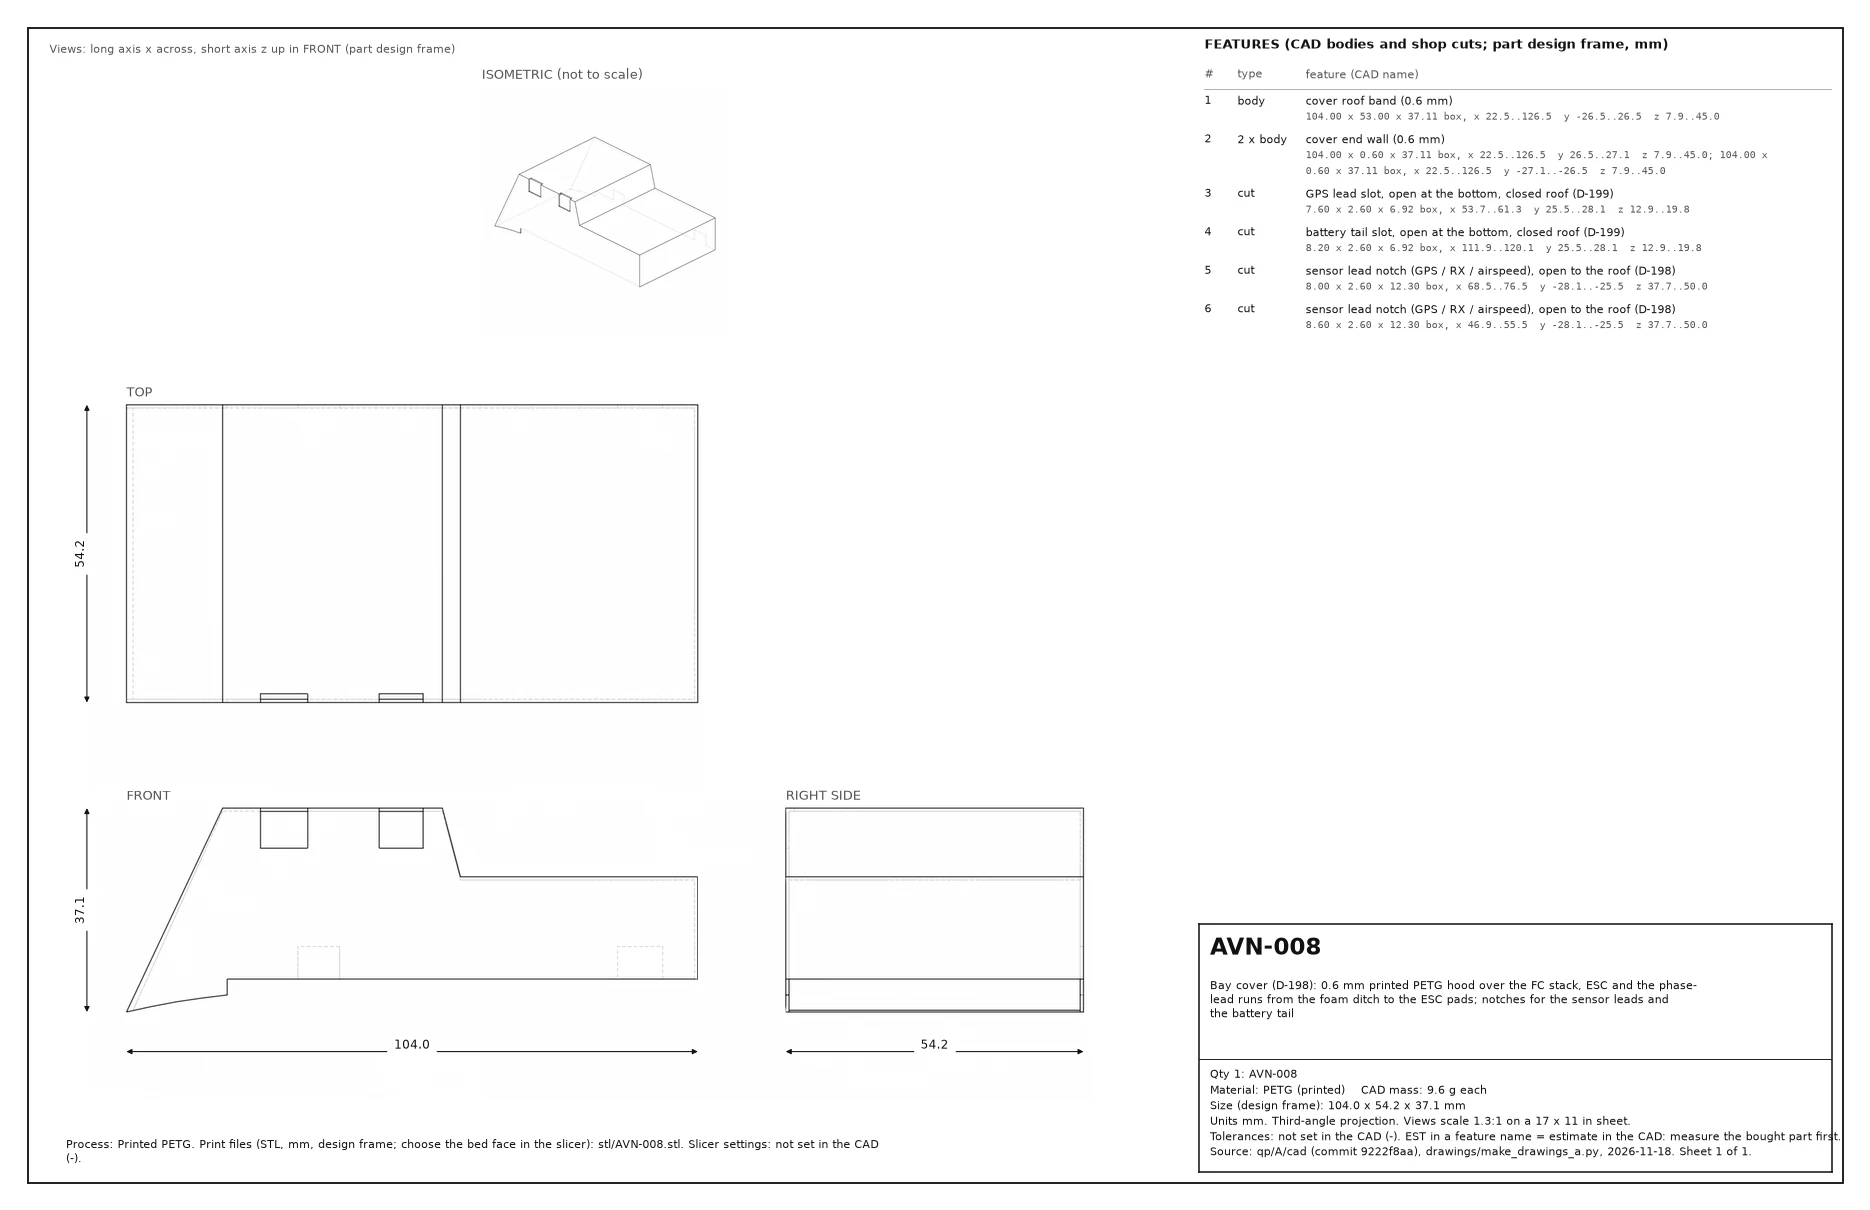 Views: long axis x across, short axis z up in FRONT (part design frame)
ISOMETRIC (not to scale)
FEATURES (CAD bodies and shop cuts; part design frame, mm)
# type feature (CAD name)
1 body cover roof band (0.6 mm)
104.00 x 53.00 x 37.11 box, x 22.5..126.5 y -26.5..26.5 z 7.9..45.0
2 2 x body cover end wall (0.6 mm)
104.00 x 0.60 x 37.11 box, x 22.5..126.5 y 26.5..27.1 z 7.9..45.0; 104.00 x
0.60 x 37.11 box, x 22.5..126.5 y -27.1..-26.5 z 7.9..45.0
3 cut GPS lead slot, open at the bottom, closed roof (D-199)
7.60 x 2.60 x 6.92 box, x 53.7..61.3 y 25.5..28.1 z 12.9..19.8
4 cut battery tail slot, open at the bottom, closed roof (D-199)
8.20 x 2.60 x 6.92 box, x 111.9..120.1 y 25.5..28.1 z 12.9..19.8
5 cut sensor lead notch (GPS / RX / airspeed), open to the roof (D-198)
8.00 x 2.60 x 12.30 box, x 68.5..76.5 y -28.1..-25.5 z 37.7..50.0
6 cut sensor lead notch (GPS / RX / airspeed), open to the roof (D-198)
8.60 x 2.60 x 12.30 box, x 46.9..55.5 y -28.1..-25.5 z 37.7..50.0
TOP
54.2
FRONT
37.1
104.0
RIGHT SIDE
54.2
AVN-008
Bay cover (D-198): 0.6 mm printed PETG hood over the FC stack, ESC and the phase-
lead runs from the foam ditch to the ESC pads; notches for the sensor leads and
the battery tail
Qty 1: AVN-008
Material: PETG (printed) CAD mass: 9.6 g each
Size (design frame): 104.0 x 54.2 x 37.1 mm
Units mm. Third-angle projection. Views scale 1.3:1 on a 17 x 11 in sheet.
Tolerances: not set in the CAD (-). EST in a feature name = estimate in the CAD: measure the bought part first.
Source: qp/A/cad (commit 9222f8aa), drawings/make_drawings_a.py, 2026-11-18. Sheet 1 of 1.
Process: Printed PETG. Print files (STL, mm, design frame; choose the bed face in the slicer): stl/AVN-008.stl. Slicer settings: not set in the CAD
(-).